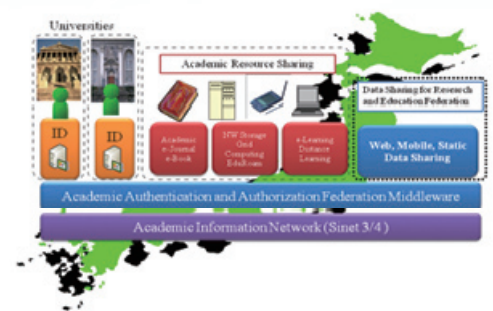 Universities
Academic Resource Sharing
Data Sharing for Research
and Education Federation
ID
ID
Academic
e-Journal
e-Book
NW Storage
Grid
Computing
EduRoam
e-Learning
Distance
Learning
Web, Mobile, Static
Data Sharing
Academic Authentication and Authorization Federation Middleware
Academic Information Network (Sinet 3/4 )